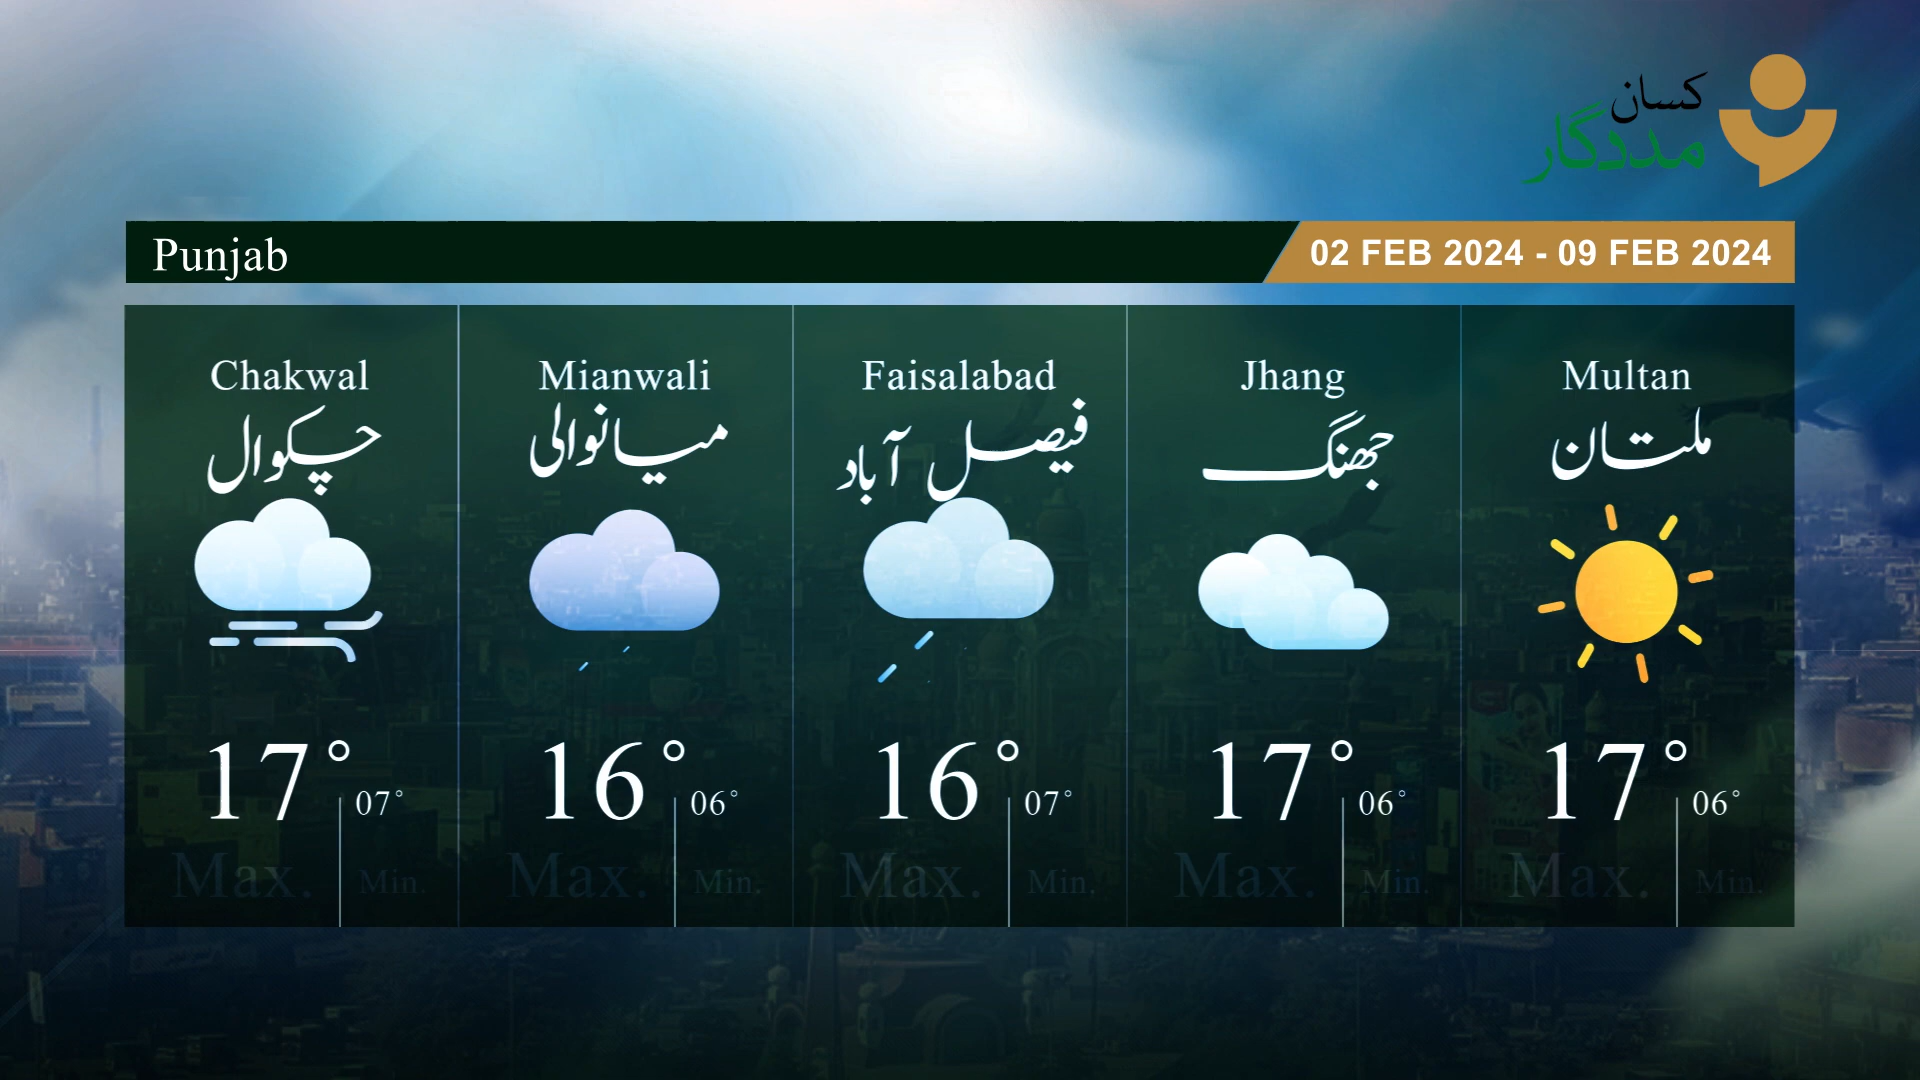 کسان
مددگار
Punjab
02 FEB 2024 - 09 FEB 2024
Chakwal
چکوال
17°
07°
Max.
Min.
Mianwali
میانوالی
16°
06°
Max.
Min.
Faisalabad
فیصل آباد
16°
07°
Max.
Min.
Jhang
جھنگ
17°
06°
Max.
Min.
Multan
ملتان
17°
06°
Max.
Min.